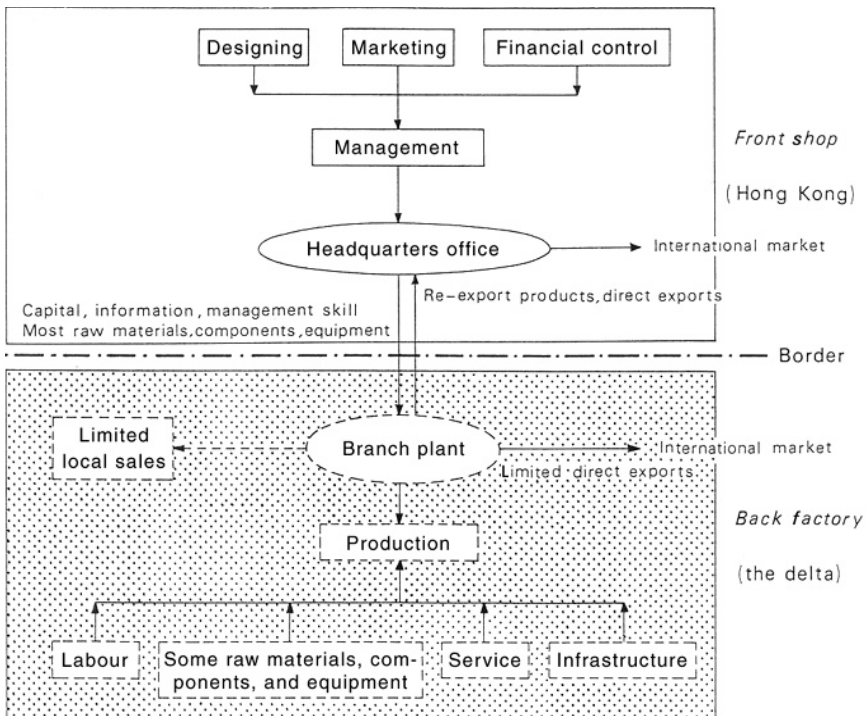 Designing
Marketing
Financial control
Management
Front shop
(Hong Kong)
Headquarters office
International market
Re-export products, direct exports
Capital, information, management skill
Most raw materials, components, equipment
Border
Limited
local sales
Branch plant
International market
Limited direct exports
Back factory
(the delta)
Production
Labour
Some raw materials, com-
ponents, and equipment
Service
Infrastructure